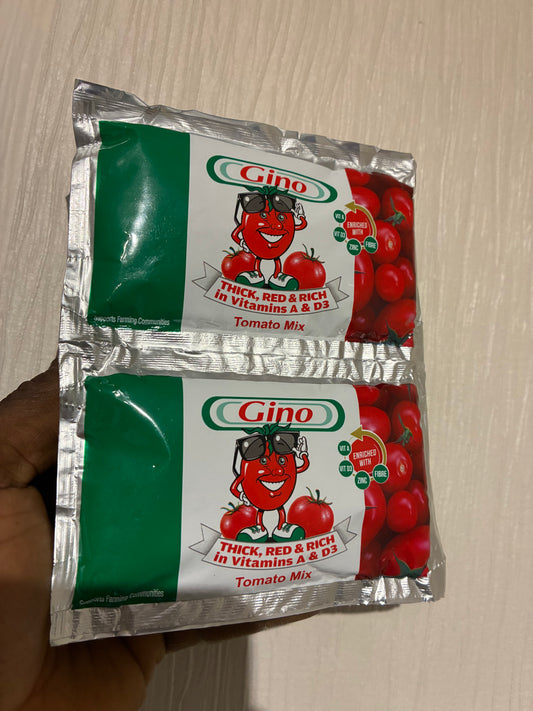 Gino
VIT A
ENRICHED
WITH
VIT D3
ZINC
FIBRE
THICK, RED & RICH
in Vitamins A & D3
Tomato Mix
Supports Farming Communities
Gino
VIT A
ENRICHED
WITH
VIT D3
ZINC
FIBRE
THICK, RED & RICH
in Vitamins A & D3
Tomato Mix
Supports Farming Communities